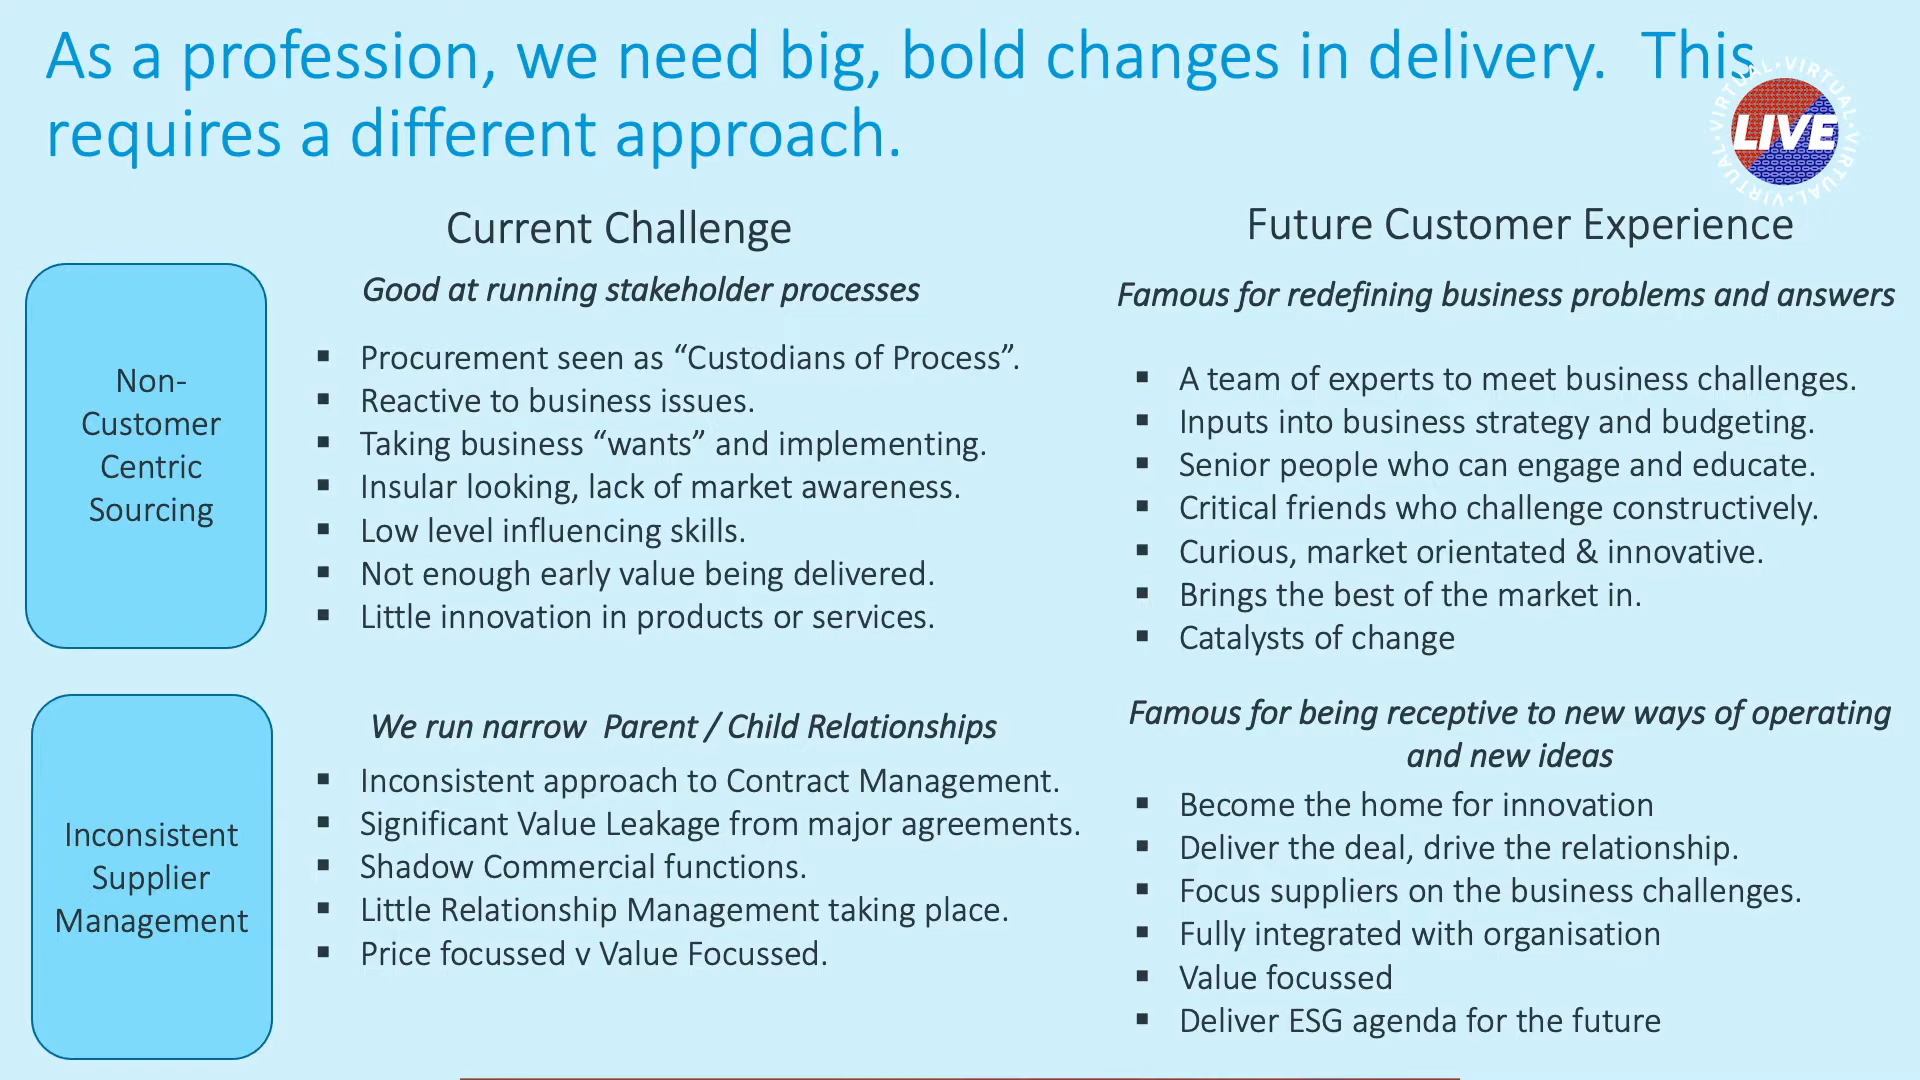 As a profession, we need big, bold changes in delivery.  This
requires a different approach.
VIRTUAL • VIRTUAL • VIRTUAL • VIRTUAL •
LIVE
Current Challenge
Future Customer Experience
Non-
Customer
Centric
Sourcing
Good at running stakeholder processes
▪ Procurement seen as “Custodians of Process”.
▪ Reactive to business issues.
▪ Taking business “wants” and implementing.
▪ Insular looking, lack of market awareness.
▪ Low level influencing skills.
▪ Not enough early value being delivered.
▪ Little innovation in products or services.
Famous for redefining business problems and answers
▪ A team of experts to meet business challenges.
▪ Inputs into business strategy and budgeting.
▪ Senior people who can engage and educate.
▪ Critical friends who challenge constructively.
▪ Curious, market orientated & innovative.
▪ Brings the best of the market in.
▪ Catalysts of change
Inconsistent
Supplier
Management
We run narrow  Parent / Child Relationships
▪ Inconsistent approach to Contract Management.
▪ Significant Value Leakage from major agreements.
▪ Shadow Commercial functions.
▪ Little Relationship Management taking place.
▪ Price focussed v Value Focussed.
Famous for being receptive to new ways of operating
and new ideas
▪ Become the home for innovation
▪ Deliver the deal, drive the relationship.
▪ Focus suppliers on the business challenges.
▪ Fully integrated with organisation
▪ Value focussed
▪ Deliver ESG agenda for the future